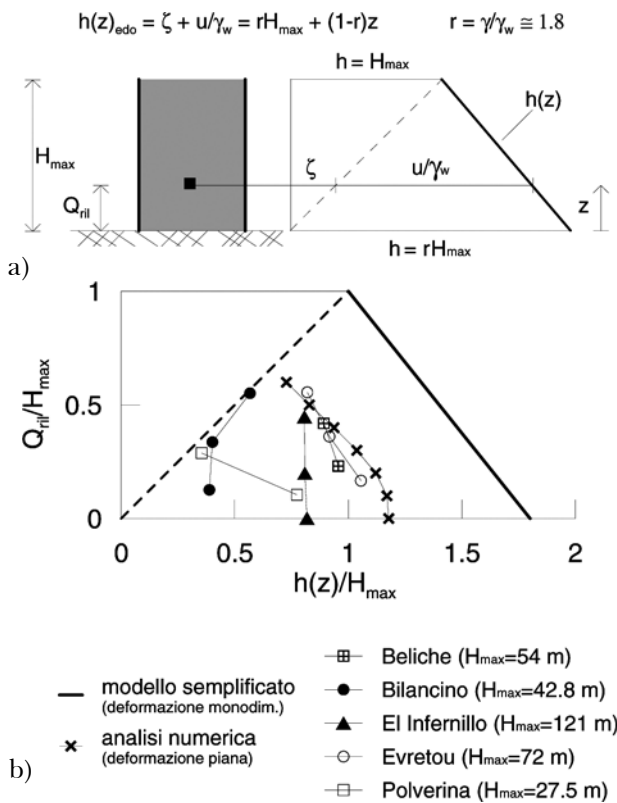 h(z)edo = ζ + u/γw = rHmax + (1-r)z r = γ/γw ≅ 1.8
h = Hmax
h(z)
Hmax
ζ
u/γw
Qril
z
h = rHmax
a)
1
Qril/Hmax
0.5
0
0
0.5
1
1.5
2
h(z)/Hmax
modello semplificato
(deformazione monodim.)
analisi numerica
(deformazione piana)
Beliche (Hmax=54 m)
Bilancino (Hmax=42.8 m)
El Infernillo (Hmax=121 m)
Evretou (Hmax=72 m)
Polverina (Hmax=27.5 m)
b)